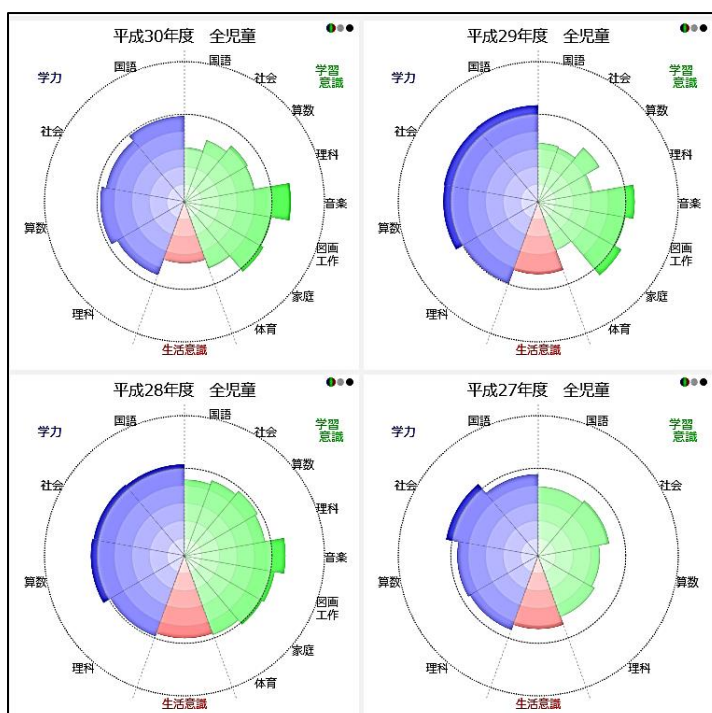 平成30年度　全児童
学力
学習
意識
国語
国語
社会
社会
算数
理科
音楽
算数
図画
工作
家庭
理科
体育
生活意識
平成29年度　全児童
学力
学習
意識
国語
国語
社会
社会
算数
理科
音楽
算数
図画
工作
家庭
理科
体育
生活意識
平成28年度　全児童
学力
学習
意識
国語
国語
社会
社会
算数
理科
音楽
算数
図画
工作
家庭
理科
体育
生活意識
平成27年度　全児童
学力
学習
意識
国語
国語
社会
社会
算数
算数
理科
理科
生活意識